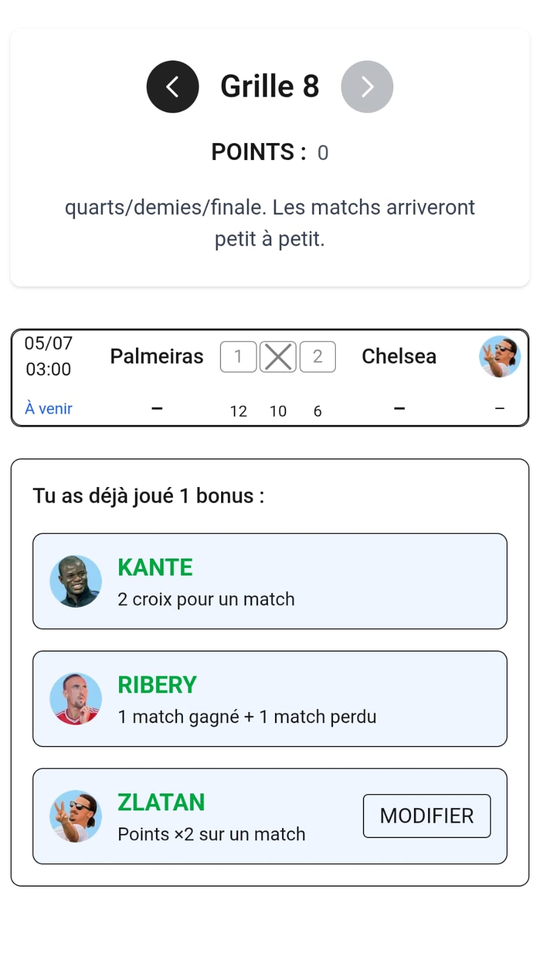 Grille 8
POINTS : 0
quarts/demies/finale. Les matchs arriveront
petit à petit.
05/07
03:00
Palmeiras 1 2 Chelsea
À venir – 12 10 6 – –
Tu as déjà joué 1 bonus :
KANTE
2 croix pour un match
RIBERY
1 match gagné + 1 match perdu
ZLATAN
Points ×2 sur un match
MODIFIER